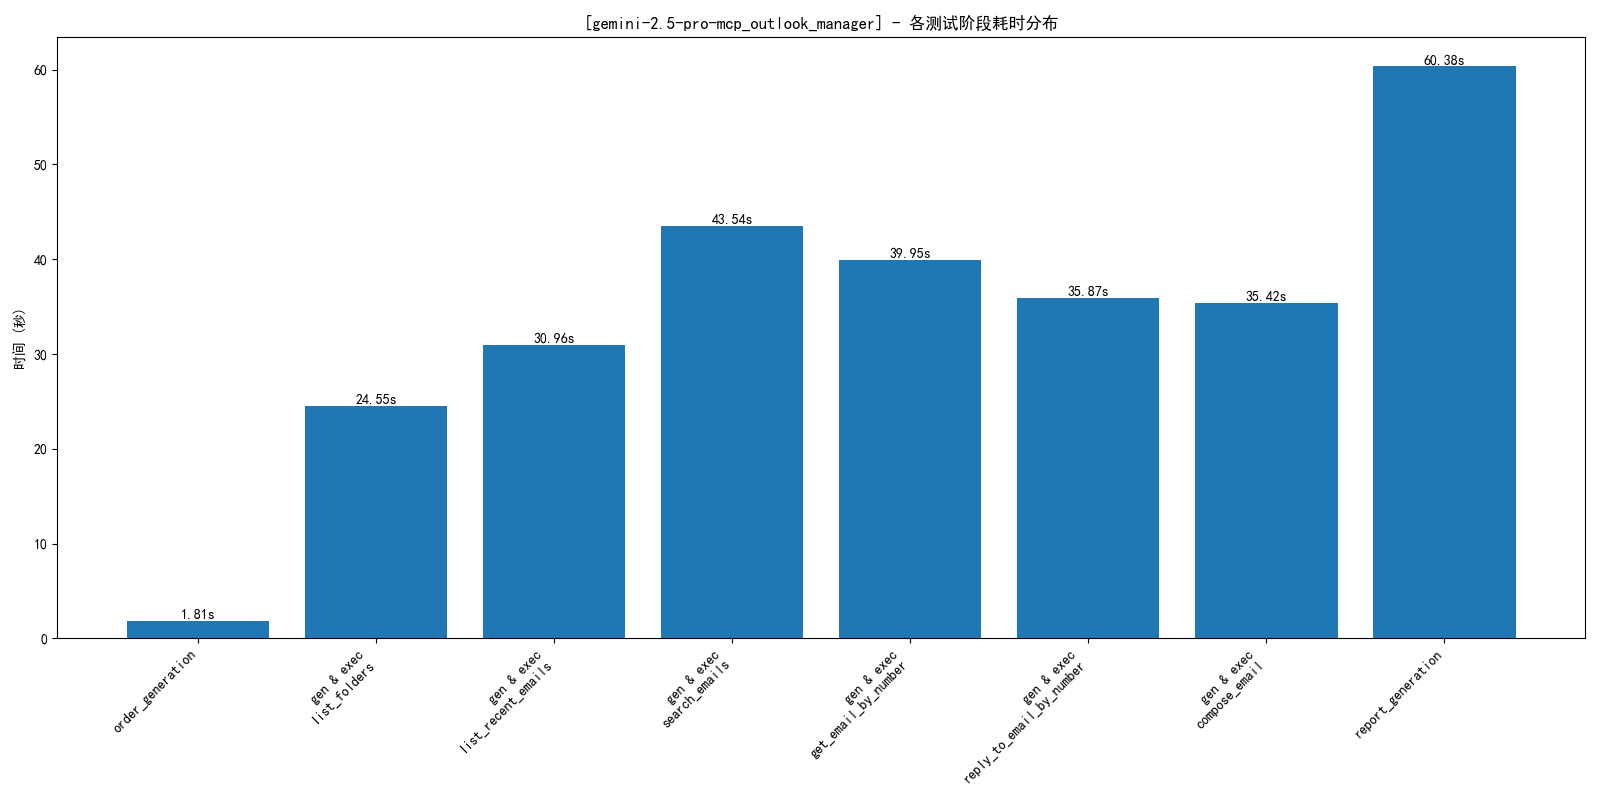 [gemini-2.5-pro-mcp_outlook_manager] - 各测试阶段耗时分布
时间 (秒)
60
50
40
30
20
10
0
1.81s
24.55s
30.96s
43.54s
39.95s
35.87s
35.42s
60.38s
order_generation
gen & exec
list_folders
gen & exec
list_recent_emails
gen & exec
search_emails
gen & exec
get_email_by_number
gen & exec
reply_to_email_by_number
gen & exec
compose_email
report_generation